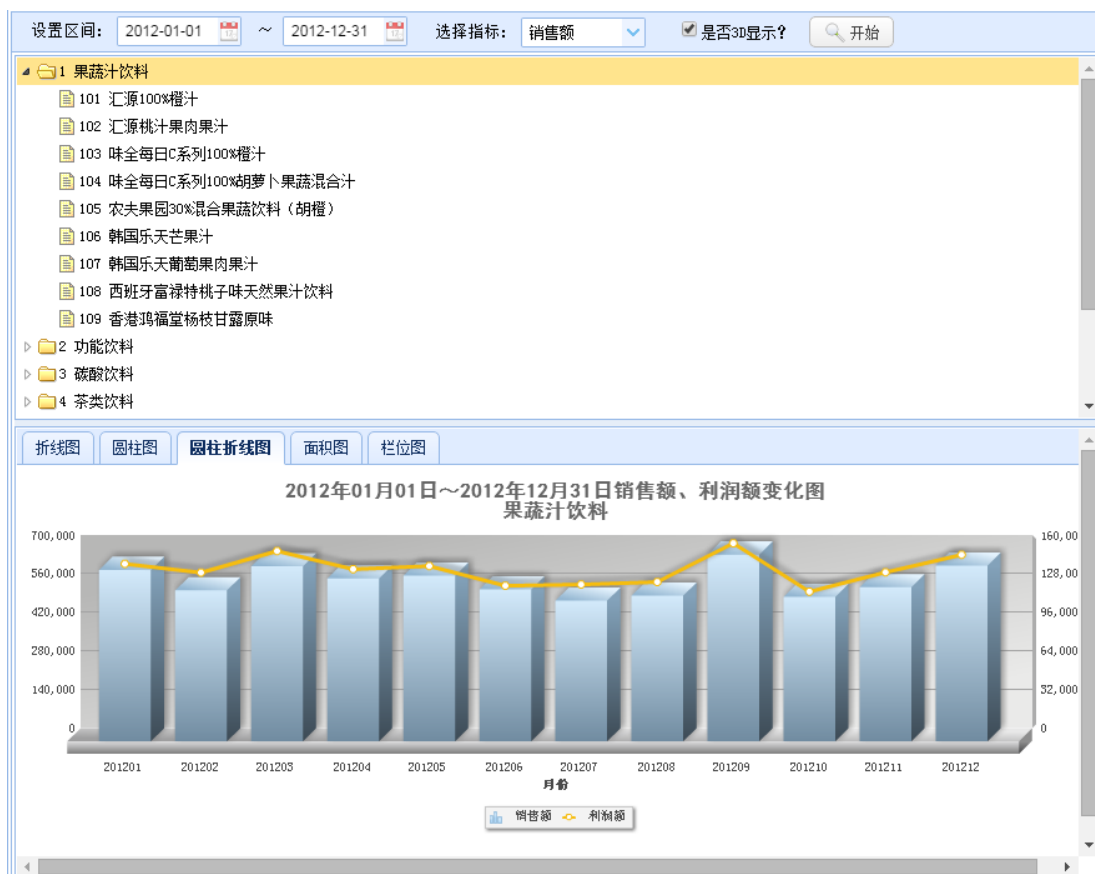 设置区间: 2012-01-01 ~ 2012-12-31 选择指标: 销售额 是否3D显示? 开始
1 果蔬汁饮料
101 汇源100%橙汁
102 汇源桃汁果肉果汁
103 味全每日C系列100%橙汁
104 味全每日C系列100%胡萝卜果蔬混合汁
105 农夫果园30%混合果蔬饮料（胡橙）
106 韩国乐天芒果汁
107 韩国乐天葡萄果肉果汁
108 西班牙富禄特桃子味天然果汁饮料
109 香港鸿福堂杨枝甘露原味
2 功能饮料
3 碳酸饮料
4 茶类饮料
折线图 圆柱图 圆柱折线图 面积图 栏位图
2012年01月01日～2012年12月31日销售额、利润额变化图
果蔬汁饮料
700,000 160,00
560,000 128,00
420,000 96,000
280,000 64,000
140,000 32,000
0 0
201201 201202 201203 201204 201205 201206 201207 201208 201209 201210 201211 201212
月份
销售额 利润额